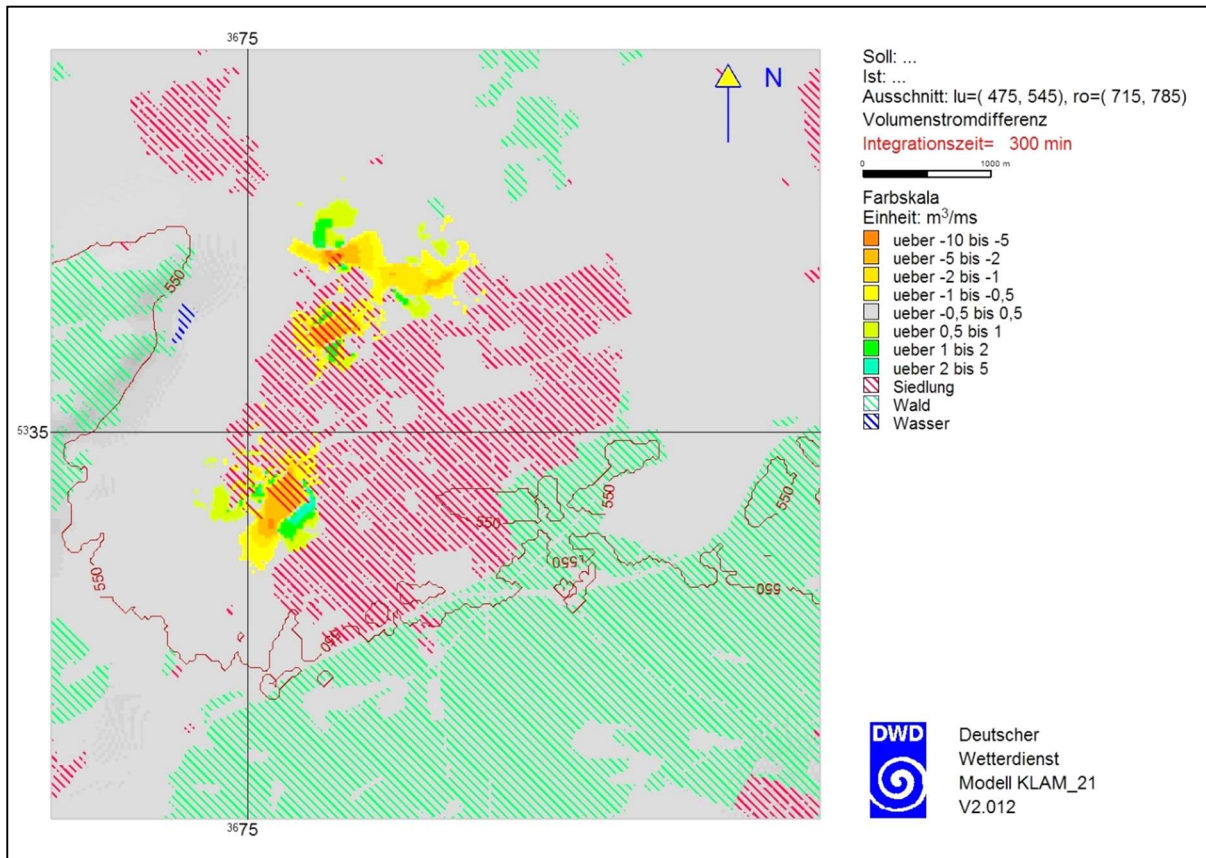 3675
N
Soll: ...
Ist: ...
Ausschnitt: lu=( 475, 545), ro=( 715, 785)
Volumenstromdifferenz
Integrationszeit= 300 min
0 1000 m
Farbskala
Einheit: m³/ms
ueber -10 bis -5
ueber -5 bis -2
ueber -2 bis -1
ueber -1 bis -0,5
ueber -0,5 bis 0,5
ueber 0,5 bis 1
ueber 1 bis 2
ueber 2 bis 5
Siedlung
Wald
Wasser
550
5335
550
550
550
550
550
550
550
3675
DWD
Deutscher
Wetterdienst
Modell KLAM_21
V2.012